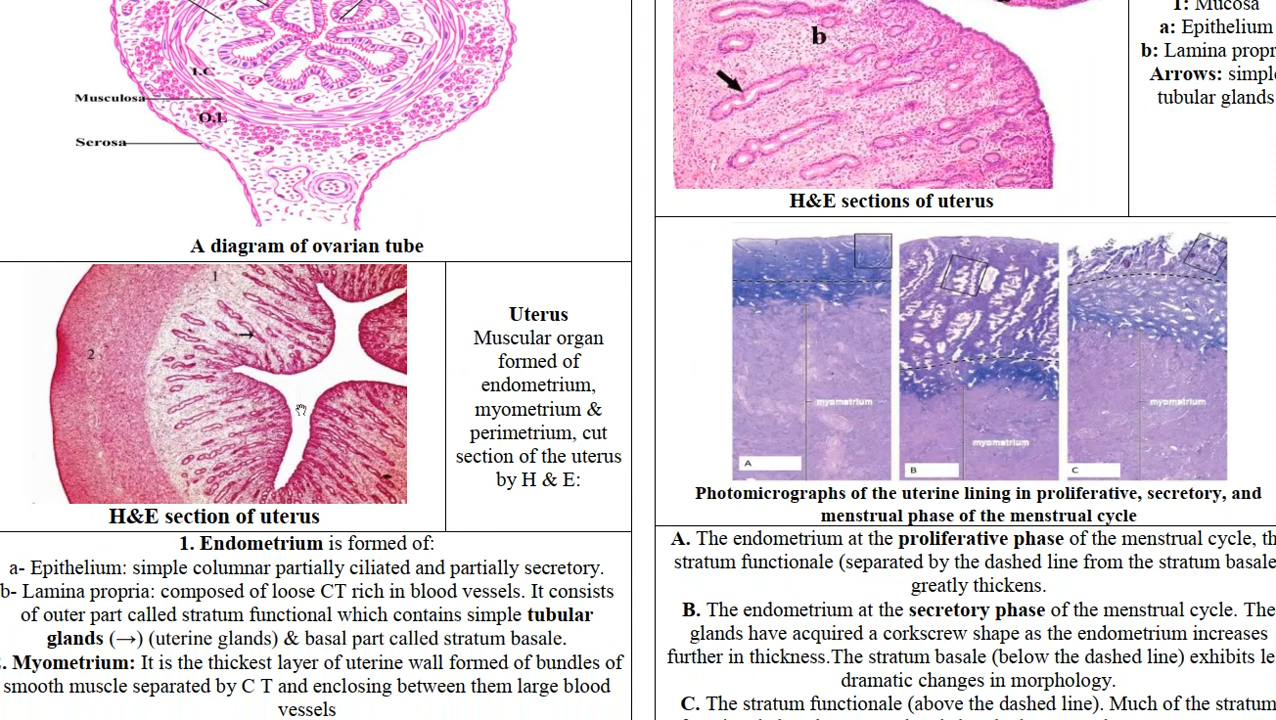 I.C.
Musculosa
O.L
Serosa
A diagram of ovarian tube
1
2
H&E section of uterus
Uterus
Muscular organ
formed of
endometrium,
myometrium &
perimetrium, cut
section of the uterus
by H & E:
1. Endometrium is formed of:
a- Epithelium: simple columnar partially ciliated and partially secretory.
b- Lamina propria: composed of loose CT rich in blood vessels. It consists
of outer part called stratum functional which contains simple tubular
glands (→) (uterine glands) & basal part called stratum basale.
. Myometrium: It is the thickest layer of uterine wall formed of bundles of
smooth muscle separated by C T and enclosing between them large blood
vessels
b
H&E sections of uterus
1: Mucosa
a: Epithelium
b: Lamina propr
Arrows: simple
tubular glands
myometrium
myometrium
myometrium
A
B
C
Photomicrographs of the uterine lining in proliferative, secretory, and
menstrual phase of the menstrual cycle
A. The endometrium at the proliferative phase of the menstrual cycle, th
stratum functionale (separated by the dashed line from the stratum basale
greatly thickens.
B. The endometrium at the secretory phase of the menstrual cycle. The
glands have acquired a corkscrew shape as the endometrium increases
further in thickness.The stratum basale (below the dashed line) exhibits le
dramatic changes in morphology.
C. The stratum functionale (above the dashed line). Much of the stratum